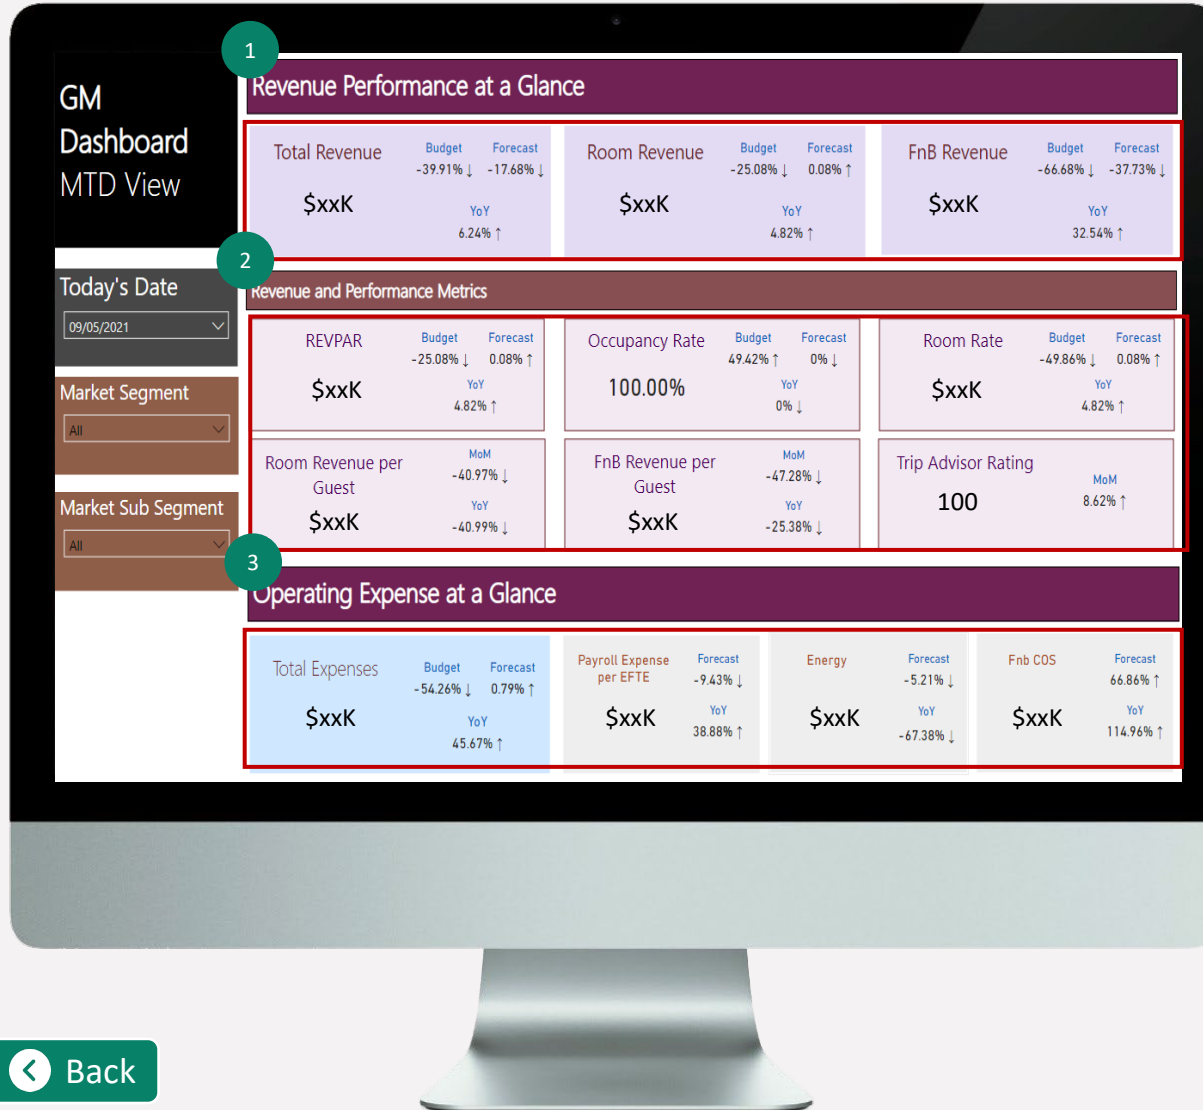 1
GM
Dashboard
MTD View
Revenue Performance at a Glance
Total Revenue
$xxK
Budget Forecast
-39.91% ↓ -17.68% ↓
YoY
6.24% ↑
Room Revenue
$xxK
Budget Forecast
-25.08% ↓ 0.08% ↑
YoY
4.82% ↑
FnB Revenue
$xxK
Budget Forecast
-66.68% ↓ -37.73% ↓
YoY
32.54% ↑
Today's Date
09/05/2021
Market Segment
All
Market Sub Segment
All
2
Revenue and Performance Metrics
REVPAR
$xxK
Budget Forecast
-25.08% ↓ 0.08% ↑
YoY
4.82% ↑
Occupancy Rate
100.00%
Budget Forecast
49.42% ↑ 0% ↓
YoY
0% ↓
Room Rate
$xxK
Budget Forecast
-49.86% ↓ 0.08% ↑
YoY
4.82% ↑
Room Revenue per
Guest
$xxK
MoM
-40.97% ↓
YoY
-40.99% ↓
FnB Revenue per
Guest
$xxK
MoM
-47.28% ↓
YoY
-25.38% ↓
Trip Advisor Rating
100
MoM
8.62% ↑
3
Operating Expense at a Glance
Total Expenses
$xxK
Budget Forecast
-54.26% ↓ 0.79% ↑
YoY
45.67% ↑
Payroll Expense
per EFTE
$xxK
Forecast
-9.43% ↓
YoY
38.88% ↑
Energy
$xxK
Forecast
-5.21% ↓
YoY
-67.38% ↓
Fnb COS
$xxK
Forecast
66.86% ↑
YoY
114.96% ↑
Back